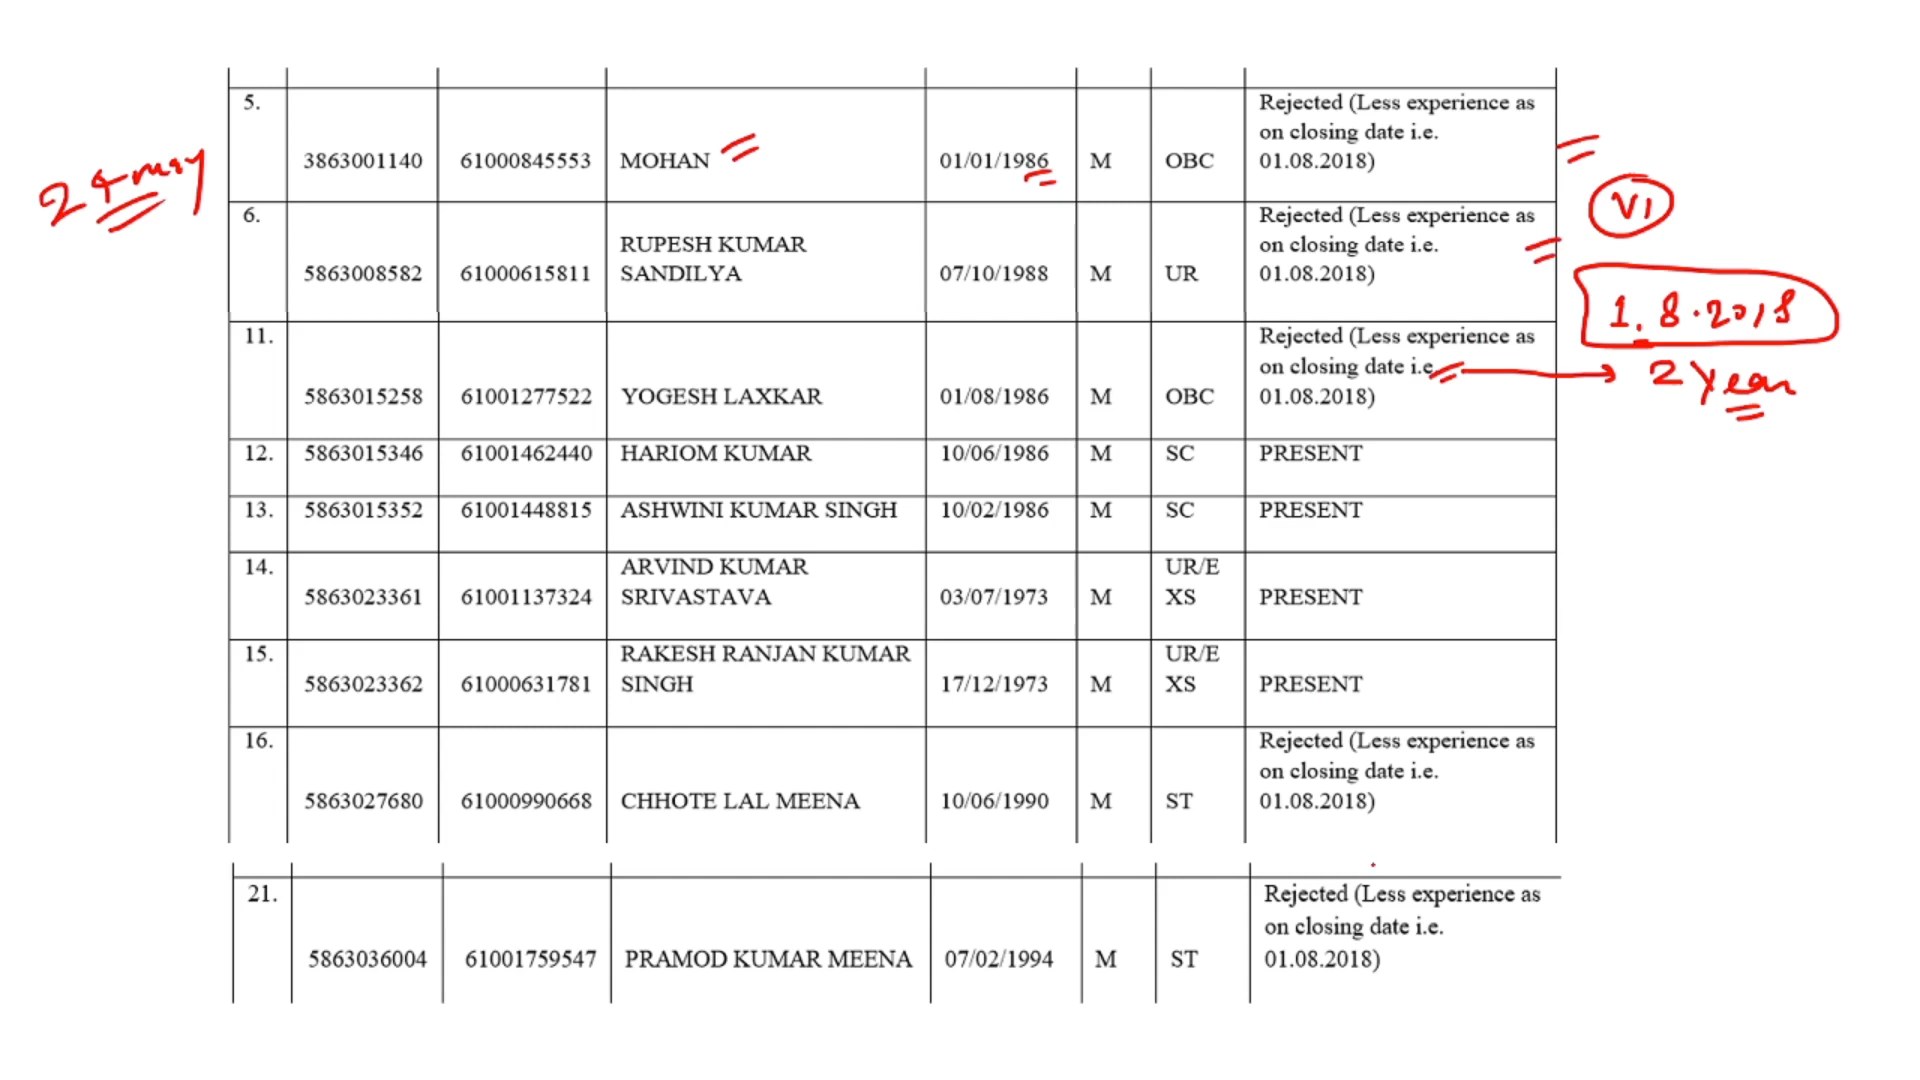 5.
3863001140 61000845553 MOHAN 01/01/1986 M OBC Rejected (Less experience as
on closing date i.e.
01.08.2018)
24 may
6.
5863008582 61000615811 RUPESH KUMAR
SANDILYA 07/10/1988 M UR Rejected (Less experience as
on closing date i.e.
01.08.2018)
VI
1.8.2018
11.
5863015258 61001277522 YOGESH LAXKAR 01/08/1986 M OBC Rejected (Less experience as
on closing date i.e.
01.08.2018)
2 Year
12. 5863015346 61001462440 HARIOM KUMAR 10/06/1986 M SC PRESENT
13. 5863015352 61001448815 ASHWINI KUMAR SINGH 10/02/1986 M SC PRESENT
14.
5863023361 61001137324 ARVIND KUMAR
SRIVASTAVA 03/07/1973 M UR/E
XS PRESENT
15.
5863023362 61000631781 RAKESH RANJAN KUMAR
SINGH 17/12/1973 M UR/E
XS PRESENT
16.
5863027680 61000990668 CHHOTE LAL MEENA 10/06/1990 M ST Rejected (Less experience as
on closing date i.e.
01.08.2018)
21.
5863036004 61001759547 PRAMOD KUMAR MEENA 07/02/1994 M ST Rejected (Less experience as
on closing date i.e.
01.08.2018)